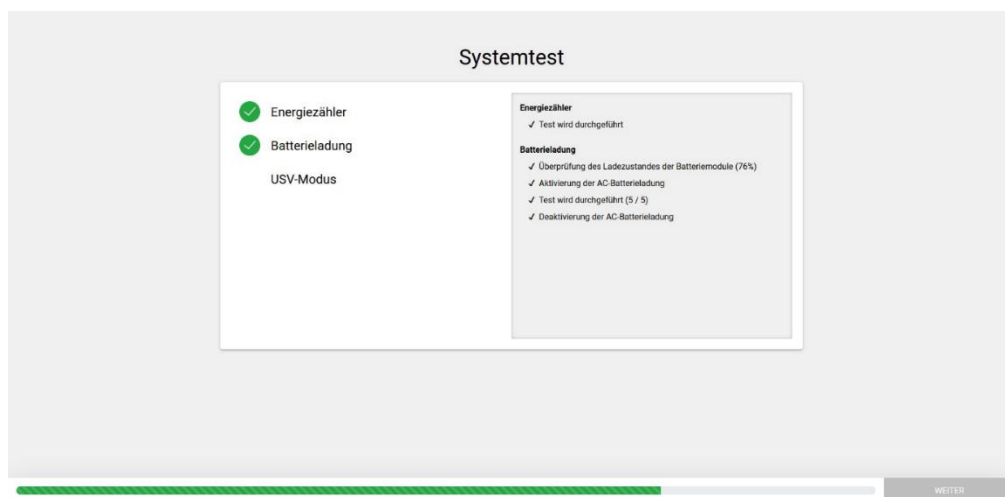 Systemtest
Energiezähler
Batterieladung
USV-Modus
Energiezähler
✓ Test wird durchgeführt
Batterieladung
✓ Überprüfung des Ladezustandes der Batteriemodule (76%)
✓ Aktivierung der AC-Batterieladung
✓ Test wird durchgeführt (5 / 5)
✓ Deaktivierung der AC-Batterieladung
WEITER